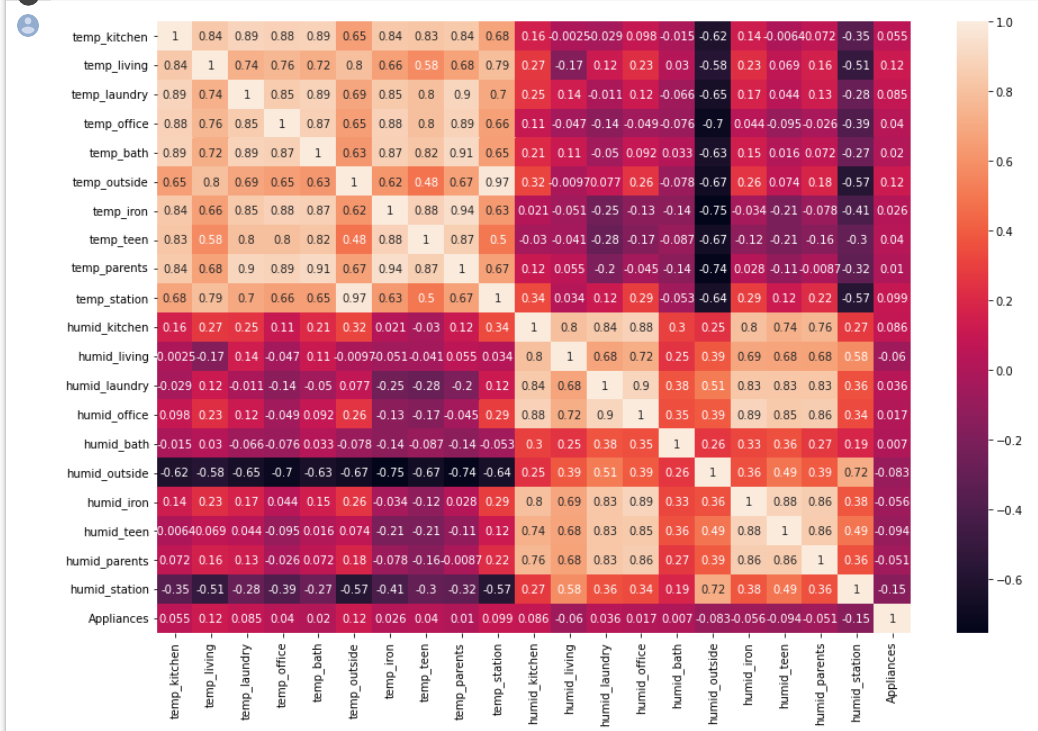 temp_kitchen 1 0.84 0.89 0.88 0.89 0.65 0.84 0.83 0.84 0.68 0.16 -0.0025 -0.029 0.098 -0.015 -0.62 0.14 -0.0064 0.072 -0.35 0.055
temp_living 0.84 1 0.74 0.76 0.72 0.8 0.66 0.58 0.68 0.79 0.27 -0.17 0.12 0.23 0.03 -0.58 0.23 0.069 0.16 -0.51 0.12
temp_laundry 0.89 0.74 1 0.85 0.89 0.69 0.85 0.8 0.9 0.7 0.25 0.14 -0.011 0.12 -0.066 -0.65 0.17 0.044 0.13 -0.28 0.085
temp_office 0.88 0.76 0.85 1 0.87 0.65 0.88 0.8 0.89 0.66 0.11 -0.047 -0.14 -0.049 -0.076 -0.7 0.044 -0.095 -0.026 -0.39 0.04
temp_bath 0.89 0.72 0.89 0.87 1 0.63 0.87 0.82 0.91 0.65 0.21 0.11 -0.05 0.092 0.033 -0.63 0.15 0.016 0.072 -0.27 0.02
temp_outside 0.65 0.8 0.69 0.65 0.63 1 0.62 0.48 0.67 0.97 0.32 -0.0097 0.077 0.26 -0.078 -0.67 0.26 0.074 0.18 -0.57 0.12
temp_iron 0.84 0.66 0.85 0.88 0.87 0.62 1 0.88 0.94 0.63 0.021 -0.051 -0.25 -0.13 -0.14 -0.75 -0.034 -0.21 -0.078 -0.41 0.026
temp_teen 0.83 0.58 0.8 0.8 0.82 0.48 0.88 1 0.87 0.5 -0.03 -0.041 -0.28 -0.17 -0.087 -0.67 -0.12 -0.21 -0.16 -0.3 0.04
temp_parents 0.84 0.68 0.9 0.89 0.91 0.67 0.94 0.87 1 0.67 0.12 0.055 -0.2 -0.045 -0.14 -0.74 0.028 -0.11 -0.0087 -0.32 0.01
temp_station 0.68 0.79 0.7 0.66 0.65 0.97 0.63 0.5 0.67 1 0.34 0.034 0.12 0.29 -0.053 -0.64 0.29 0.12 0.22 -0.57 0.099
humid_kitchen 0.16 0.27 0.25 0.11 0.21 0.32 0.021 -0.03 0.12 0.34 1 0.8 0.84 0.88 0.3 0.25 0.8 0.74 0.76 0.27 0.086
humid_living 0.0025 -0.17 0.14 -0.047 0.11 -0.0097 -0.051 -0.041 0.055 0.034 0.8 1 0.68 0.72 0.25 0.39 0.69 0.68 0.68 0.58 -0.06
humid_laundry -0.029 0.12 -0.011 -0.14 -0.05 0.077 -0.25 -0.28 -0.2 0.12 0.84 0.68 1 0.9 0.38 0.51 0.83 0.83 0.83 0.36 0.036
humid_office 0.098 0.23 0.12 -0.049 0.092 0.26 -0.13 -0.17 -0.045 0.29 0.88 0.72 0.9 1 0.35 0.39 0.89 0.85 0.86 0.34 0.017
humid_bath -0.015 0.03 -0.066 -0.076 0.033 -0.078 -0.14 -0.087 -0.14 -0.053 0.3 0.25 0.38 0.35 1 0.26 0.33 0.36 0.27 0.19 0.007
humid_outside -0.62 -0.58 -0.65 -0.7 -0.63 -0.67 -0.75 -0.67 -0.74 -0.64 0.25 0.39 0.51 0.39 0.26 1 0.36 0.49 0.39 0.72 -0.083
humid_iron 0.14 0.23 0.17 0.044 0.15 0.26 -0.034 -0.12 0.028 0.29 0.8 0.69 0.83 0.89 0.33 0.36 1 0.88 0.86 0.38 -0.056
humid_teen 0.0064 0.069 0.044 -0.095 0.016 0.074 -0.21 -0.21 -0.11 0.12 0.74 0.68 0.83 0.85 0.36 0.49 0.88 1 0.86 0.49 -0.094
humid_parents 0.072 0.16 0.13 -0.026 0.072 0.18 -0.078 -0.16 -0.0087 0.22 0.76 0.68 0.83 0.86 0.27 0.39 0.86 0.86 1 0.36 -0.051
humid_station -0.35 -0.51 -0.28 -0.39 -0.27 -0.57 -0.41 -0.3 -0.32 -0.57 0.27 0.58 0.36 0.34 0.19 0.72 0.38 0.49 0.36 1 -0.15
Appliances 0.055 0.12 0.085 0.04 0.02 0.12 0.026 0.04 0.01 0.099 0.086 -0.06 0.036 0.017 0.007 -0.083 -0.056 -0.094 -0.051 -0.15 1
temp_kitchen
temp_living
temp_laundry
temp_office
temp_bath
temp_outside
temp_iron
temp_teen
temp_parents
temp_station
humid_kitchen
humid_living
humid_laundry
humid_office
humid_bath
humid_outside
humid_iron
humid_teen
humid_parents
humid_station
Appliances
1.0
0.8
0.6
0.4
0.2
0.0
−0.2
−0.4
−0.6